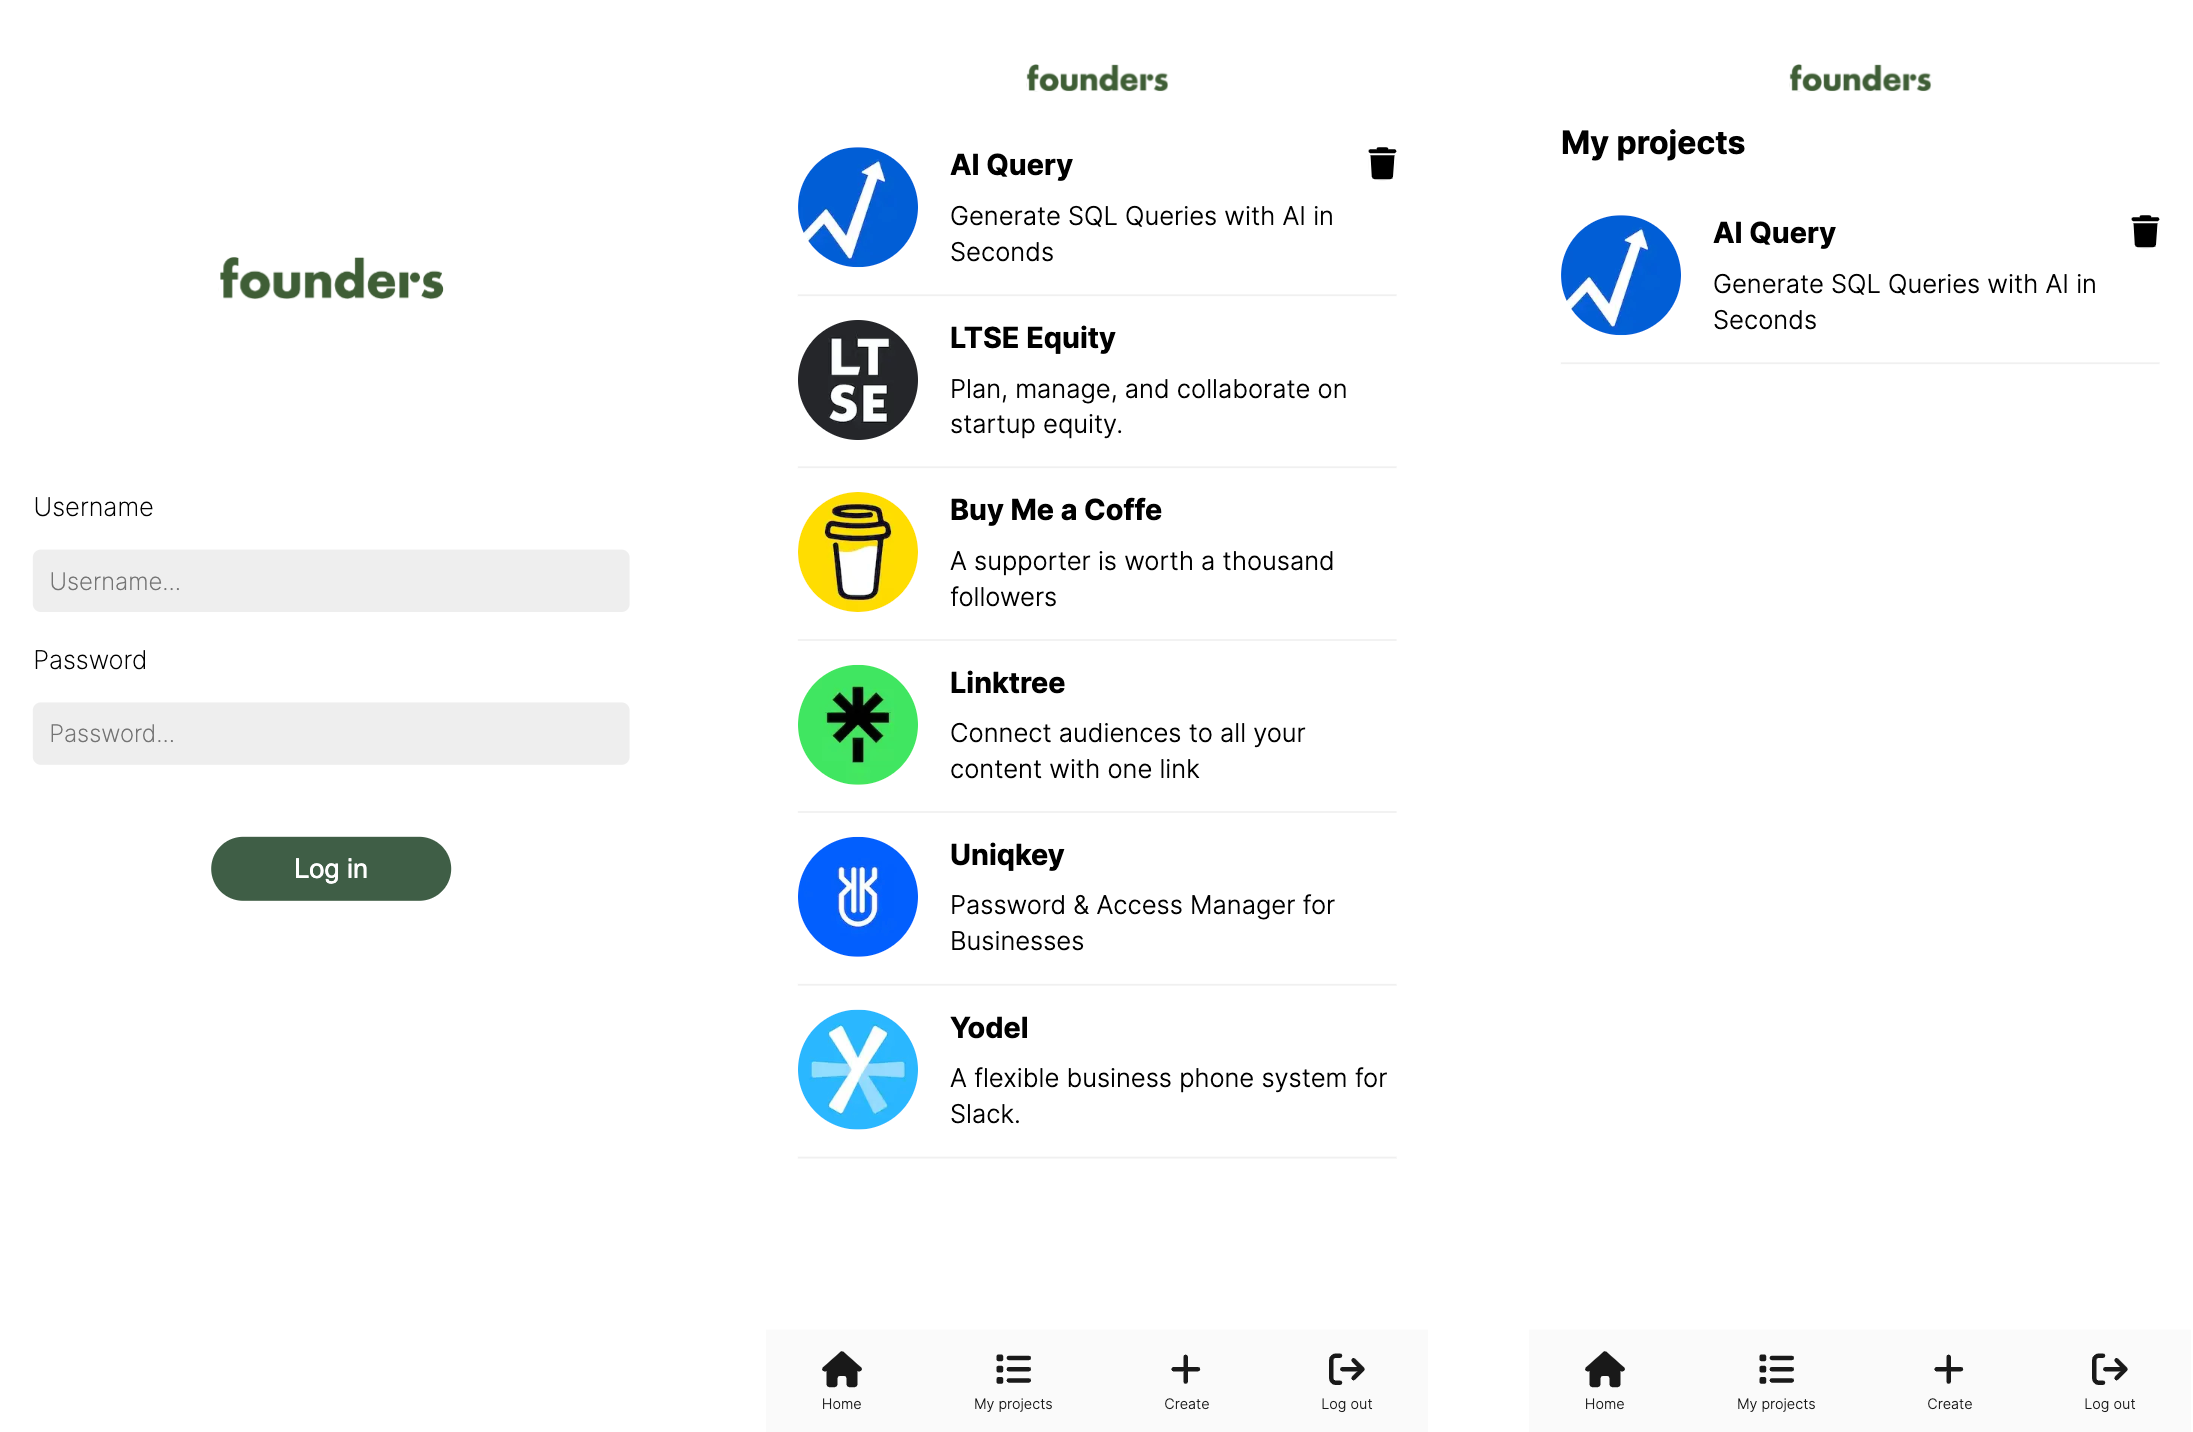 founders
Username
Username...
Password
Password...
Log in
founders
AI Query
Generate SQL Queries with AI in
Seconds
LT
SE
LTSE Equity
Plan, manage, and collaborate on
startup equity.
Buy Me a Coffe
A supporter is worth a thousand
followers
Linktree
Connect audiences to all your
content with one link
Uniqkey
Password & Access Manager for
Businesses
Yodel
A flexible business phone system for
Slack.
Home
My projects
Create
Log out
founders
My projects
AI Query
Generate SQL Queries with AI in
Seconds
Home
My projects
Create
Log out